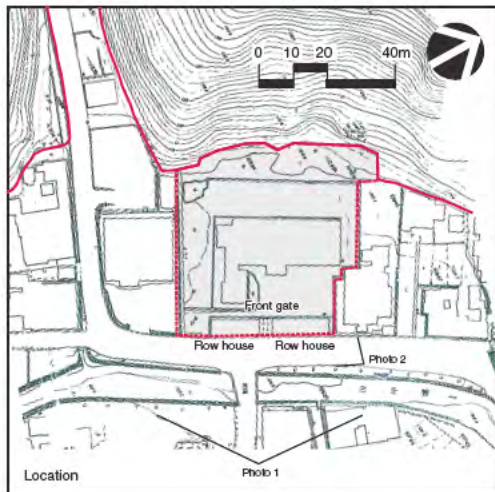 0 10 20 40m
Front gate
Row house Row house
Photo 2
Photo 1
Location